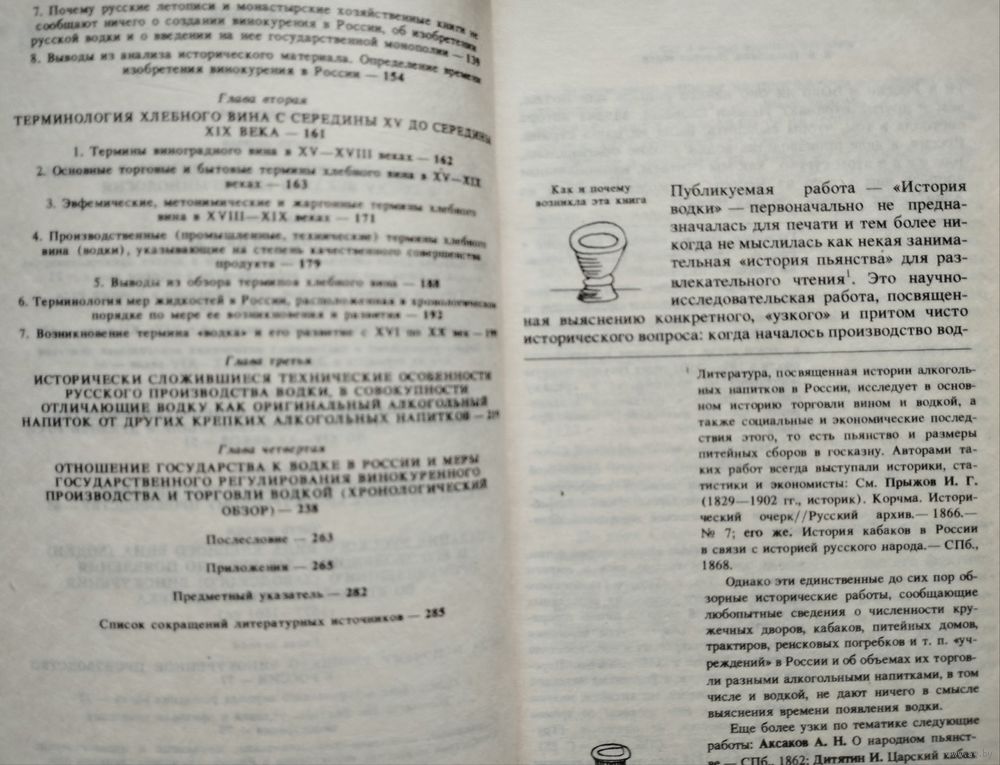 7. Почему русские летописи и монастырские хозяйственные книги не
сообщают ничего о создании винокурения в России, об изобретении
русской водки и о введении на нее государственной монополии — 139
8. Выводы из анализа исторического материала. Определение времени
изобретения винокурения в России — 154
Глава вторая
ТЕРМИНОЛОГИЯ ХЛЕБНОГО ВИНА С СЕРЕДИНЫ XV ДО СЕРЕДИНЫ
XIX ВЕКА — 161
1. Термины виноградного вина в XV—XVIII веках — 162
2. Основные торговые и бытовые термины хлебного вина в XV—XIX
веках — 163
3. Эвфемические, метонимические и жаргонные термины хлебного
вина в XVIII—XIX веках — 171
4. Производственные (промышленные, технические) термины хлебного
вина (водки), указывающие на степень качественного совершенства
продукта — 179
5. Выводы из обзора терминов хлебного вина — 188
6. Терминология мер жидкостей в России, расположенная в хронологическом
порядке по мере ее возникновения и развития — 192
7. Возникновение термина «водка» и его развитие с XVI по XX век —
Глава третья
ИСТОРИЧЕСКИ СЛОЖИВШИЕСЯ ТЕХНИЧЕСКИЕ ОСОБЕННОСТИ
РУССКОГО ПРОИЗВОДСТВА ВОДКИ, В СОВОКУПНОСТИ
ОТЛИЧАЮЩИЕ ВОДКУ КАК ОРИГИНАЛЬНЫЙ АЛКОГОЛЬНЫЙ
НАПИТОК ОТ ДРУГИХ КРЕПКИХ АЛКОГОЛЬНЫХ НАПИТКОВ —
Глава четвертая
ОТНОШЕНИЕ ГОСУДАРСТВА К ВОДКЕ В РОССИИ И МЕРЫ
ГОСУДАРСТВЕННОГО РЕГУЛИРОВАНИЯ ВИНОКУРЕННОГО
ПРОИЗВОДСТВА И ТОРГОВЛИ ВОДКОЙ (ХРОНОЛОГИЧЕСКИЙ
ОБЗОР) — 238
Послесловие — 263
Приложения — 265
Предметный указатель — 282
Список сокращений литературных источников — 285
Как и почему
возникла эта книга
Публикуемая работа — «История
водки» — первоначально не предна-
значалась для печати и тем более ни-
когда не мыслилась как некая занима-
тельная «история пьянства» для раз-
влекательного чтения¹. Это научно-
исследовательская работа, посвящен-
ная выяснению конкретного, «узкого» и притом чисто
исторического вопроса: когда началось производство вод-
¹ Литература, посвященная истории алкоголь-
ных напитков в России, исследует в основ-
ном историю торговли вином и водкой, а
также социальные и экономические послед-
ствия этого, то есть пьянство и размеры
питейных сборов в госказну. Авторами та-
ких работ всегда выступали историки, ста-
тистики и экономисты: См. Прыжов И. Г.
(1829—1902 гг., историк). Корчма. Истори-
ческий очерк//Русский архив.— 1866.—
№ 7; его же. История кабаков в России
в связи с историей русского народа.— СПб.,
1868.
Однако эти единственные до сих пор об-
зорные исторические работы, сообщающие
любопытные сведения о численности кру-
жечных дворов, кабаков, питейных домов,
трактиров, ренсковых погребков и т. п. «уч-
реждений» в России и об объемах их торгов-
ли разными алкогольными напитками, в том
числе и водкой, не дают ничего в смысле
выяснения времени появления водки.
Еще более узки по тематике следующие
работы: Аксаков А. Н. О народном пьянст-
ве — СПб., 1862; Дитятин И. Царский кабак